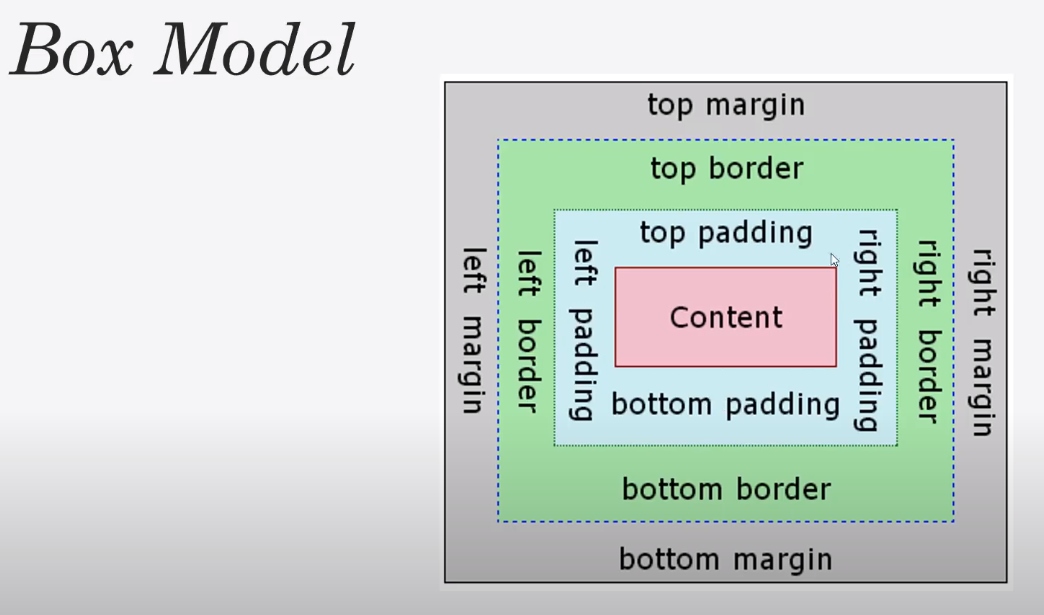 Box Model
top margin
top border
top padding
left margin
left border
left padding
Content
right padding
right border
right margin
bottom padding
bottom border
bottom margin